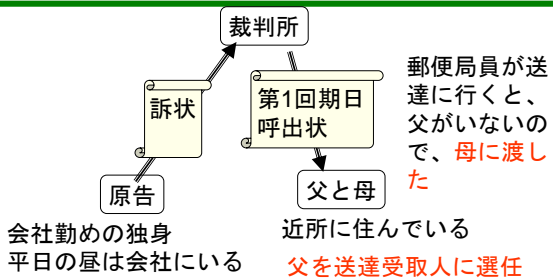 裁判所
訴状
第1回期日
呼出状
郵便局員が送
達に行くと、
父がいないの
で、母に渡し
た
原告
父と母
会社勤めの独身
平日の昼は会社にいる
近所に住んでいる
父を送達受取人に選任